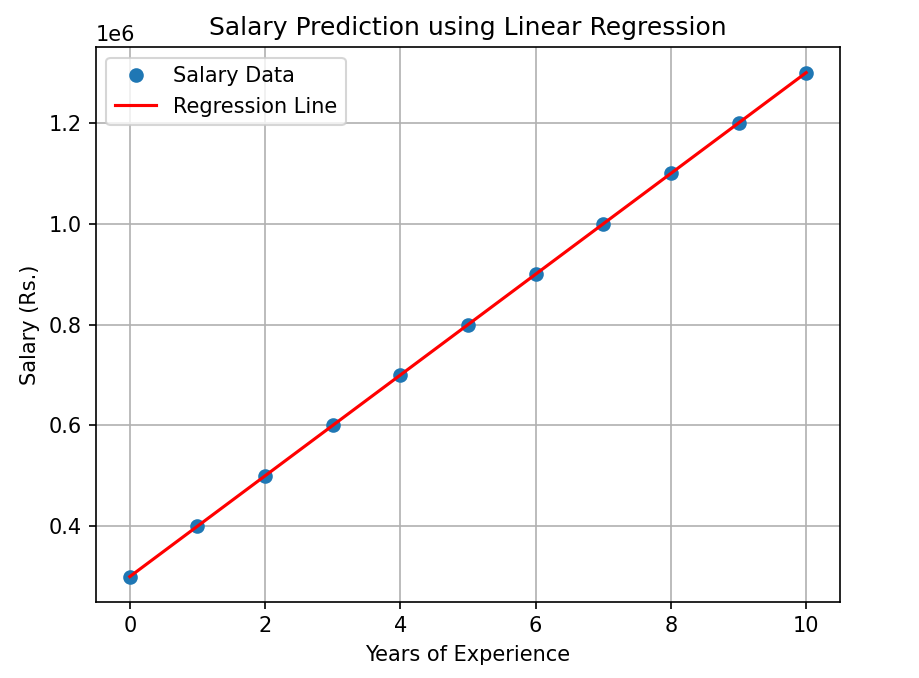 Salary Prediction using Linear Regression
1e6
Salary Data
Regression Line
1.2
1.0
0.8
0.6
0.4
Salary (Rs.)
0 2 4 6 8 10
Years of Experience